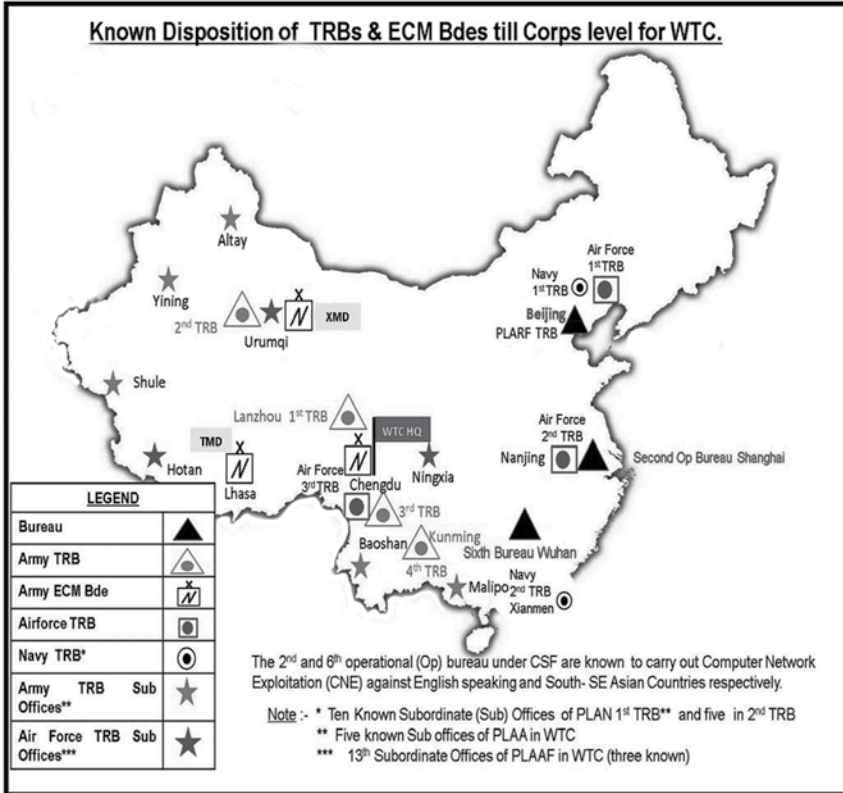 Known Disposition of TRBs & ECM Bdes till Corps level for WTC.
Altay
Yining
2nd TRB
Urumqi
XMD
Air Force
1st TRB
Navy
1st TRB
Beijing
PLARF TRB
Shule
Lanzhou 1st TRB
WTC HQ
TMD
Hotan
Lhasa
Air Force
3rd TRB
Chengdu
Ningxia
3rd TRB
Air Force
2nd TRB
Nanjing
Second Op Bureau Shanghai
Baoshan
Kunming
4th TRB
Malipo
Sixth Bureau Wuhan
Navy
2nd TRB
Xianmen
LEGEND
Bureau
Army TRB
Army ECM Bde
Airforce TRB
Navy TRB*
Army TRB Sub
Offices**
Air Force TRB Sub
Offices***
The 2nd and 6th operational (Op) bureau under CSF are known to carry out Computer Network
Exploitation (CNE) against English speaking and South- SE Asian Countries respectively.
Note :- * Ten Known Subordinate (Sub) Offices of PLAN 1st TRB** and five in 2nd TRB
** Five known Sub offices of PLAA in WTC
*** 13th Subordinate Offices of PLAAF in WTC (three known)